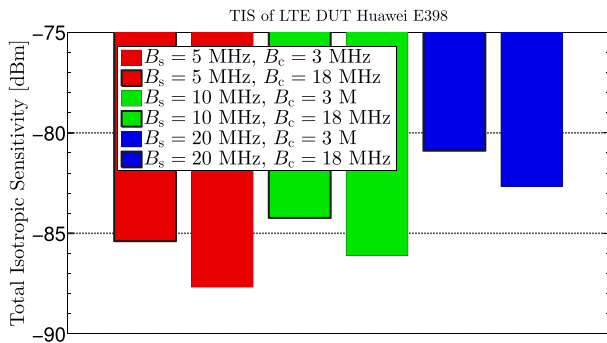 TIS of LTE DUT Huawei E398
Total Isotropic Sensitivity [dBm]
−75
−80
−85
−90
Bs = 5 MHz, Bc = 3 MHz
Bs = 5 MHz, Bc = 18 MHz
Bs = 10 MHz, Bc = 3 M
Bs = 10 MHz, Bc = 18 MHz
Bs = 20 MHz, Bc = 3 M
Bs = 20 MHz, Bc = 18 MHz